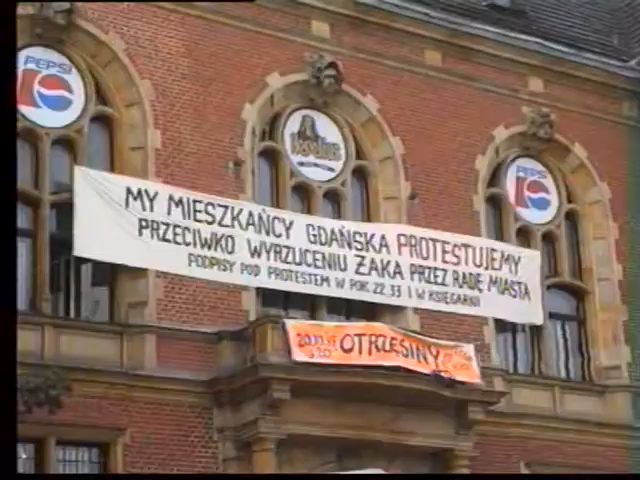 PEPSI
PEPSI
MY MIESZKAŃCY GDAŃSKA PROTESTUJEMY
PRZECIWKO WYRZUCENIU ŻAKA PRZEZ RADĘ MIASTA
PODPISY POD PROTESTEM W POK. 22, 33 I W KSIĘGARNI
OTRZĘSINY